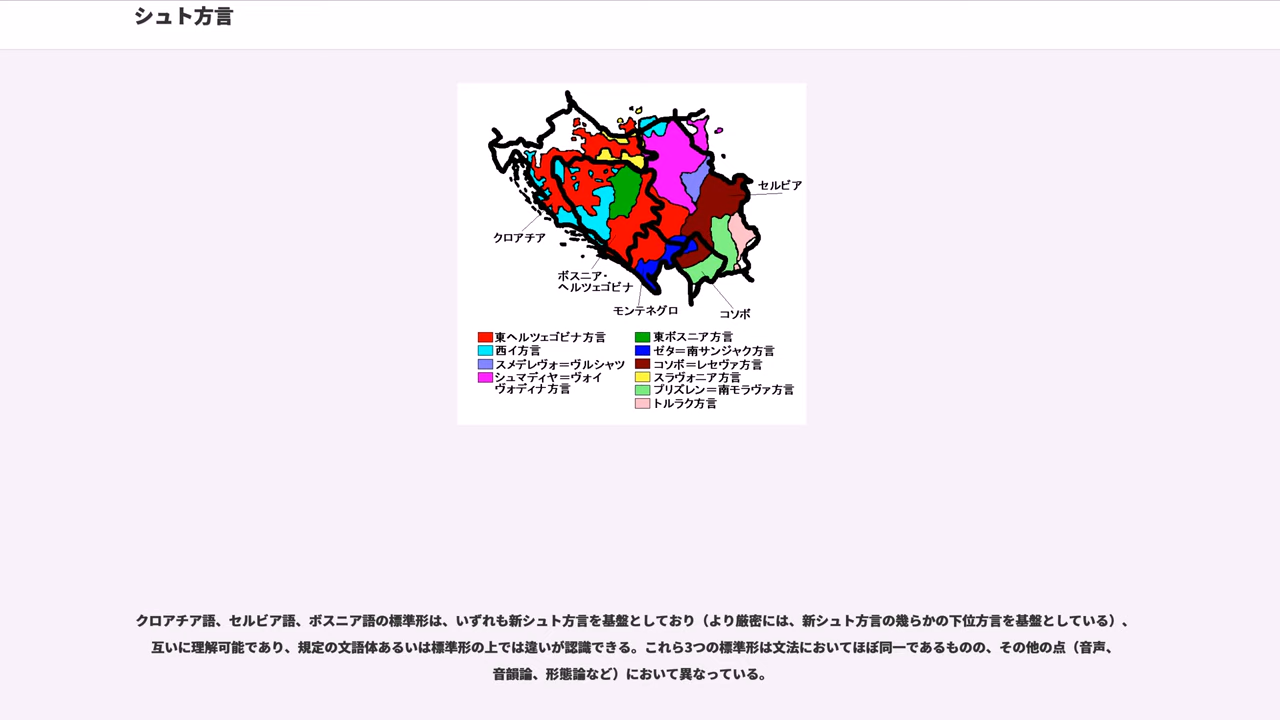 シュト方言
セルビア
クロアチア
ボスニア・
ヘルツェゴビナ
モンテネグロ
コソボ
東ヘルツェゴビナ方言
西イ方言
スメデレヴォ＝ヴルシャツ
シュマディヤ＝ヴォイ
ヴォディナ方言
東ボスニア方言
ゼタ＝南サンジャク方言
コソボ＝レセヴァ方言
スラヴォニア方言
プリズレン＝南モラヴァ方言
トルラク方言
クロアチア語、セルビア語、ボスニア語の標準形は、いずれも新シュト方言を基盤としており（より厳密には、新シュト方言の幾らかの下位方言を基盤としている）、
互いに理解可能であり、規定の文語体あるいは標準形の上では違いが認識できる。これら3つの標準形は文法においてほぼ同一であるものの、その他の点（音声、
音韻論、形態論など）において異なっている。